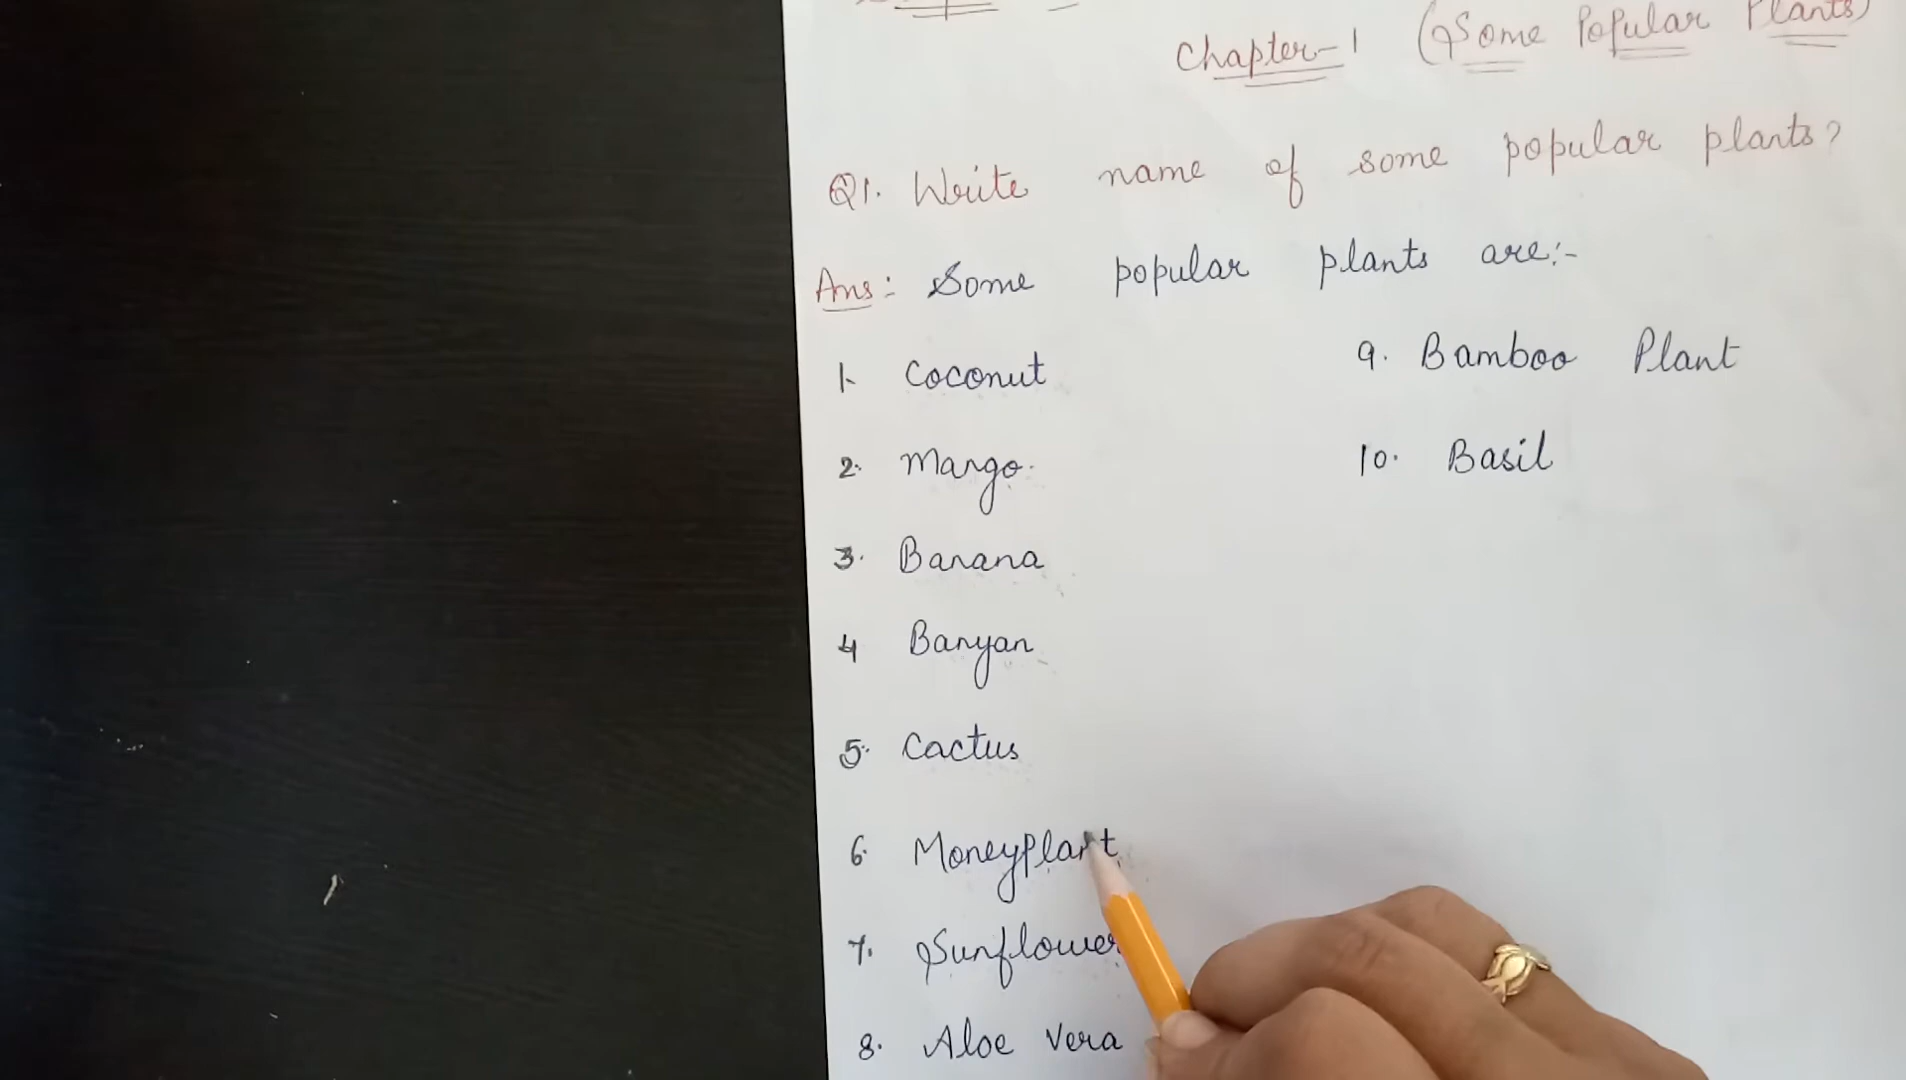 Chapter-1 (Some Popular Plants)
Q1. Write name of some popular plants?
Ans: Some popular plants are:-
1. Coconut
2. Mango.
3. Banana
4 Banyan
5. Cactus
6. MoneyPlant
7. Sunflower
8. Aloe Vera
9. Bamboo Plant
10. Basil